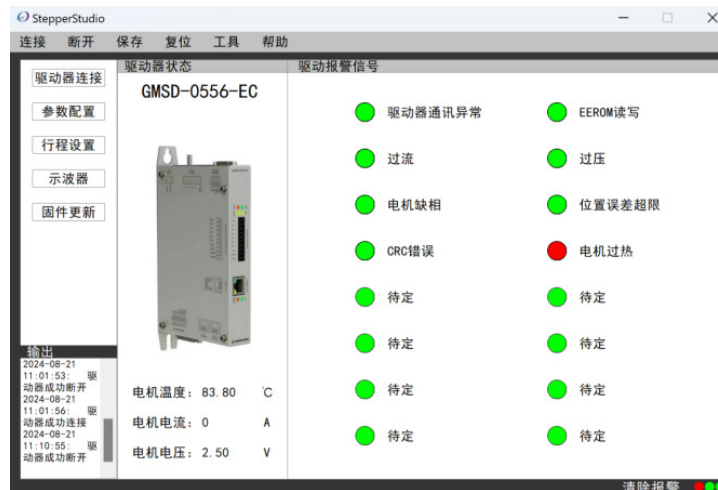 StepperStudio
连接 断开 保存 复位 工具 帮助
驱动器连接
参数配置
行程设置
示波器
固件更新
输出
2024-08-21
11:01:53: 驱
动器成功断开
2024-08-21
11:01:56: 驱
动器成功连接
2024-08-21
11:10:55: 驱
动器成功断开
驱动器状态
GMSD-0556-EC
电机温度: 83.80 ℃
电机电流: 0 A
电机电压: 2.50 V
驱动报警信号
驱动器通讯异常 EEROM读写
过流 过压
电机缺相 位置误差超限
CRC错误 电机过热
待定 待定
待定 待定
待定 待定
待定 待定
清除报警